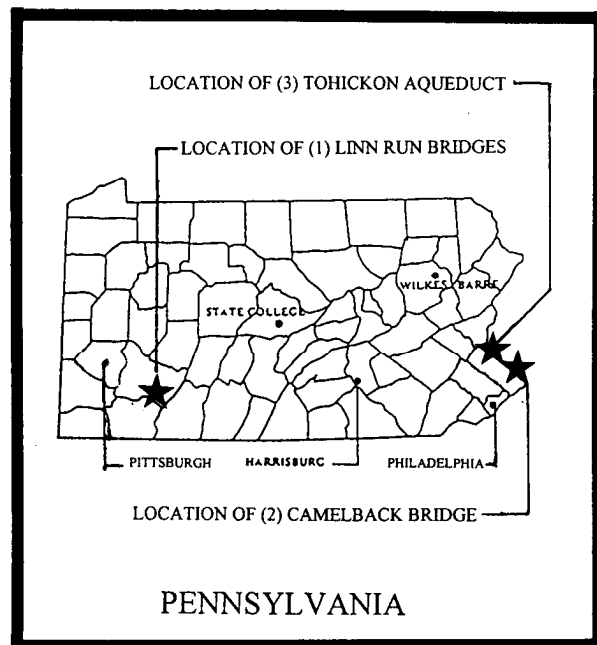 LOCATION OF (3) TOHICKON AQUEDUCT
LOCATION OF (1) LINN RUN BRIDGES
WILKES BARRE
STATE COLLEGE
PITTSBURGH
HARRISBURG
PHILADELPHIA
LOCATION OF (2) CAMELBACK BRIDGE
PENNSYLVANIA